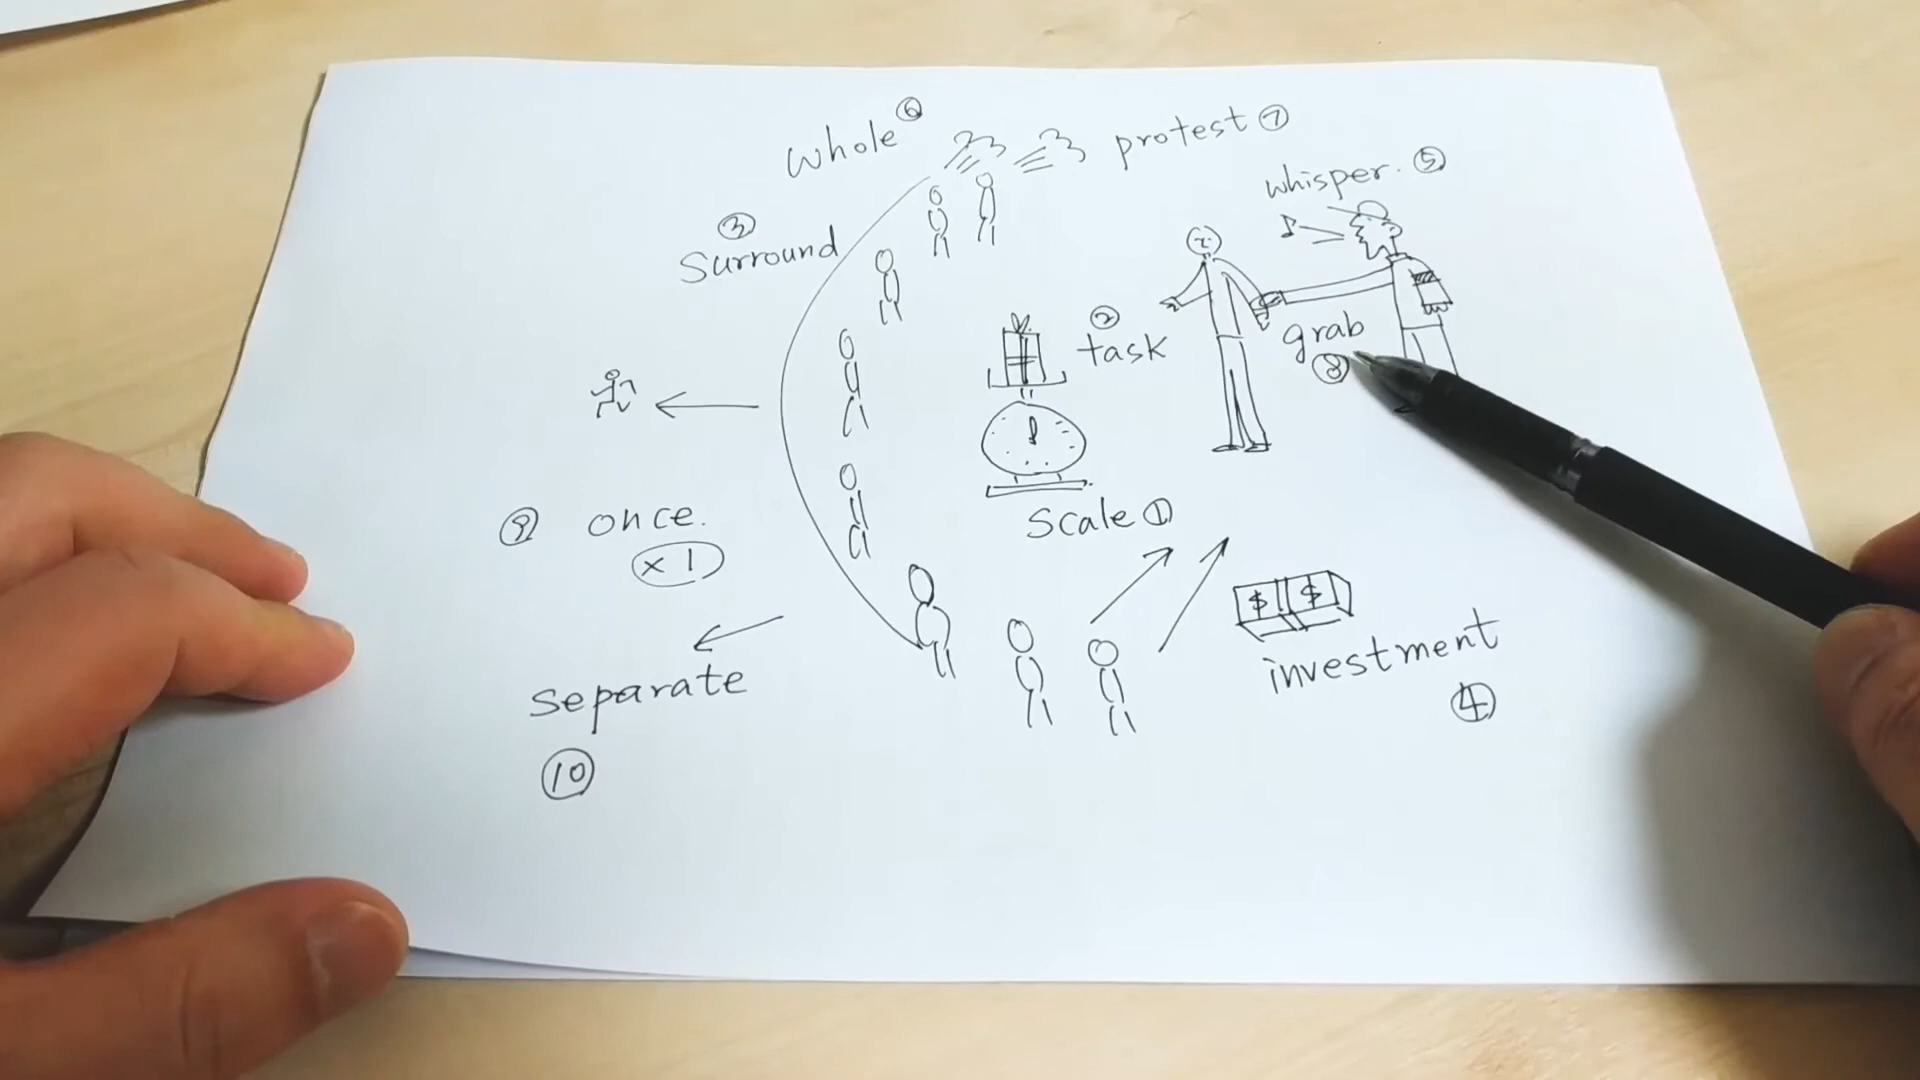 whole ⑥
protest ⑦
whisper. ⑤
③
surround
grab
⑧
②
task
scale ①
⑨ once.
x 1
$ $
investment
④
separate
⑩